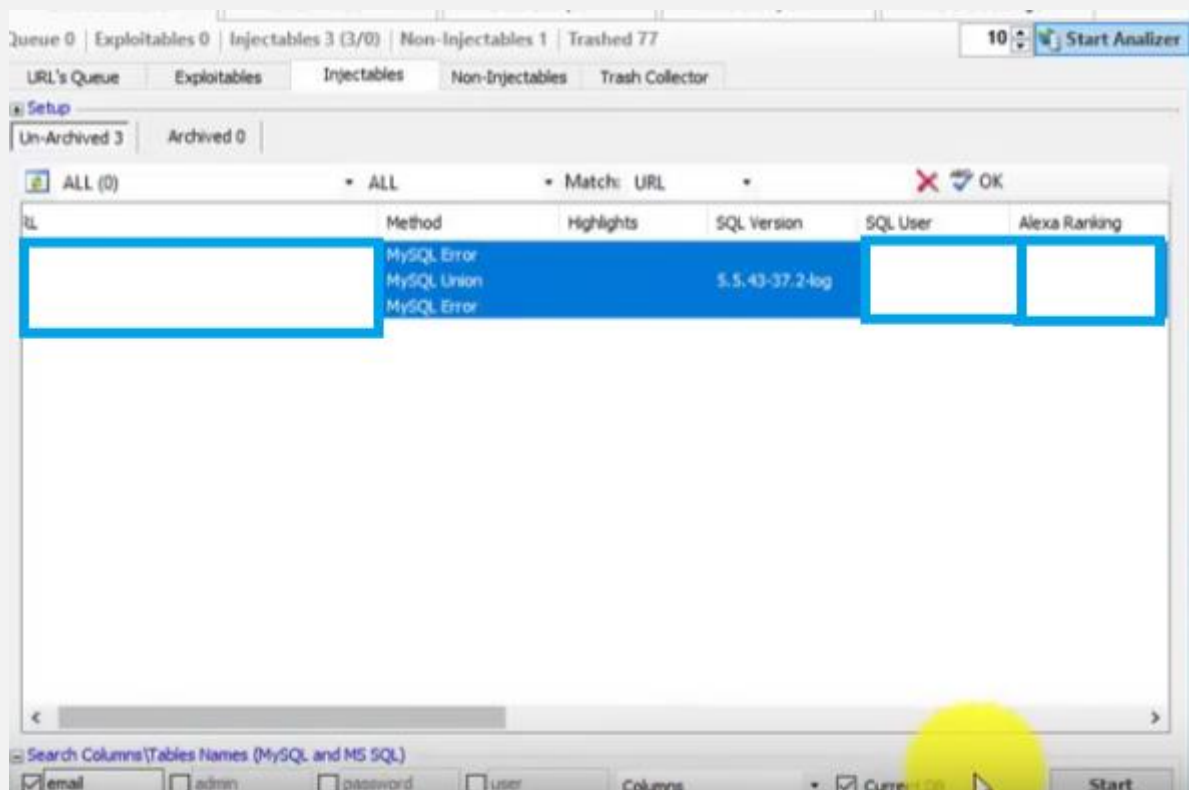 Queue 0 | Exploitables 0 | Injectables 3 (3/0) | Non-Injectables 1 | Trashed 77 10 Start Analizer
URL's Queue Exploitables Injectables Non-Injectables Trash Collector
Setup
Un-Archived 3 Archived 0
ALL (0) ALL Match: URL OK
RL Method Highlights SQL Version SQL User Alexa Ranking
MySQL Error
MySQL Union 5.5.43-37.2-log
MySQL Error
Search Columns\Tables Names (MySQL and MS SQL)
email admin password user Columns Current DB Start